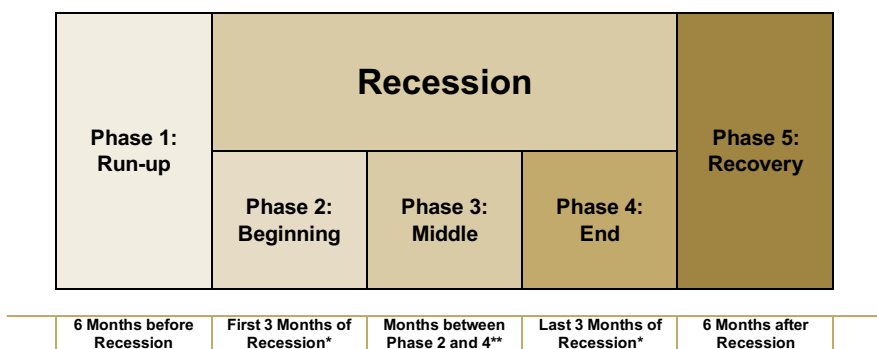 Recession
Phase 1:
Run-up
Phase 5:
Recovery
Phase 2:
Beginning
Phase 3:
Middle
Phase 4:
End
6 Months before
Recession
First 3 Months of
Recession*
Months between
Phase 2 and 4**
Last 3 Months of
Recession*
6 Months after
Recession